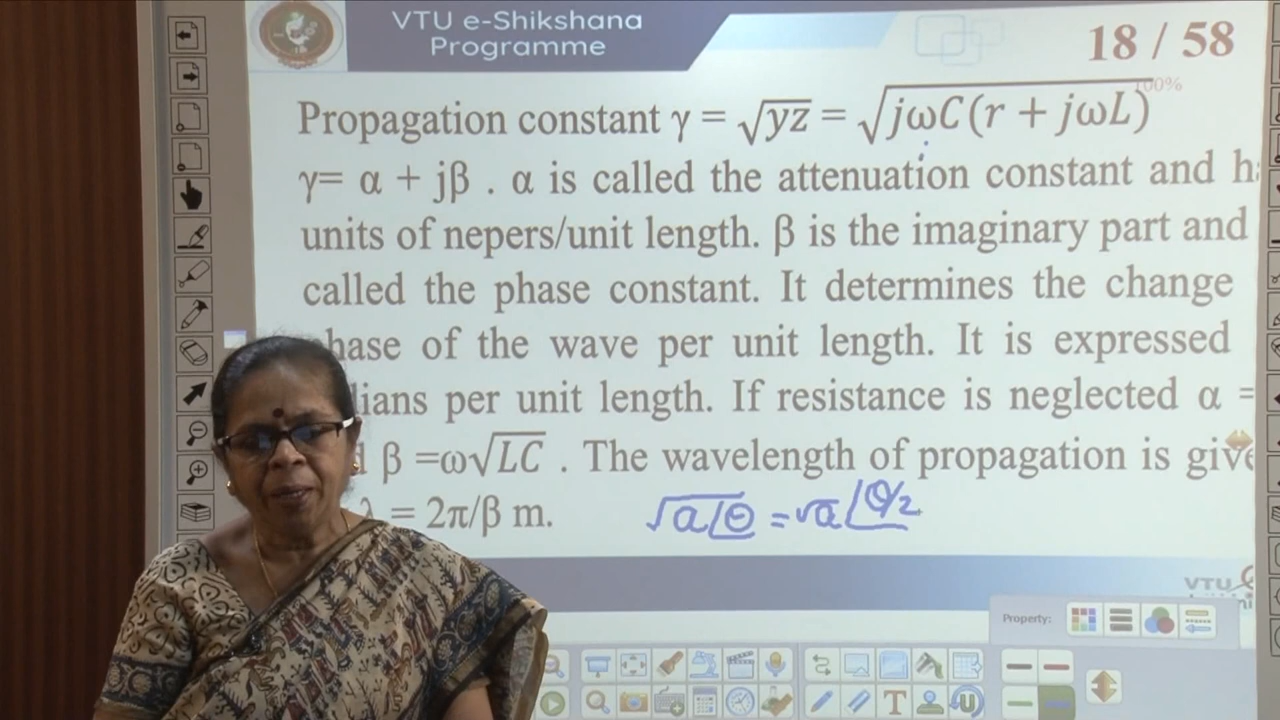 VTU e-Shikshana
Programme
18 / 58
100%
Propagation constant γ = √yz = √jωC(r + jωL)
γ= α + jβ . α is called the attenuation constant and
units of nepers/unit length. β is the imaginary part and
called the phase constant. It determines the change
of the wave per unit length. It is expressed
per unit length. If resistance is neglected α =
β =ω√LC . The wavelength of propagation is
= 2π/β m.
√a∠θ = √a∠θ/2
VTU
Property: